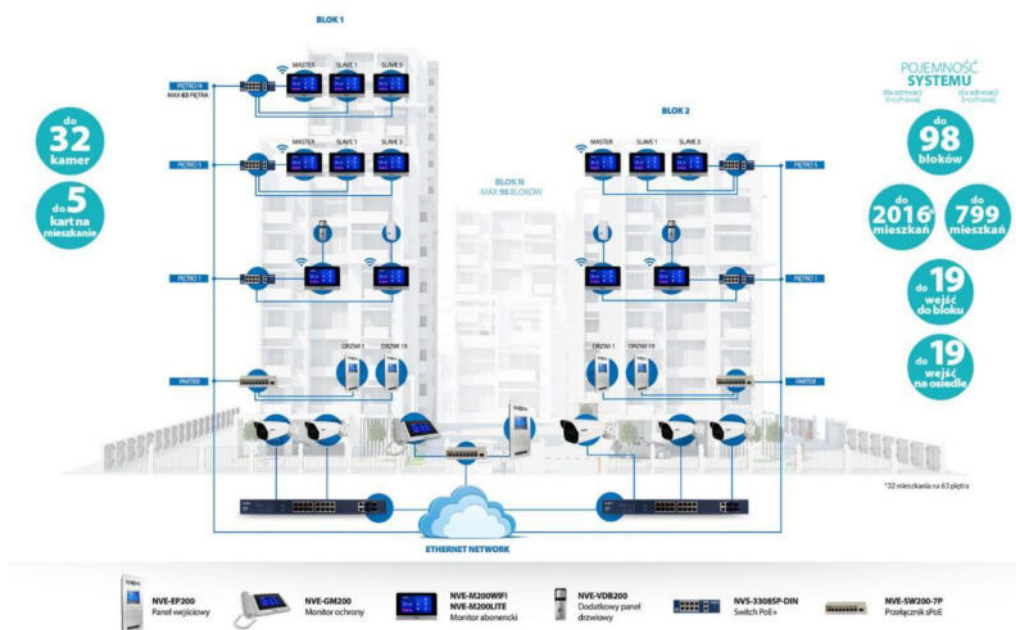 BLOK 1
MASTER
SLAVE 1
SLAVE 3
PIĘTRO N
MAX 63 PIĘTRA
do
32
kamer
do 5
kart na
mieszkanie
MASTER
SLAVE 1
SLAVE 3
PIĘTRO 5
PIĘTRO 1
DRZWI 1
DRZWI 19
PARTER
BLOK N
MAX 98 BLOKÓW
BLOK 2
MASTER
SLAVE 1
SLAVE 3
PIĘTRO 5
PIĘTRO 1
DRZWI 1
DRZWI 19
PARTER
POJEMNOŚĆ
SYSTEMU
dla adresacji
dla adresacji
do
98
bloków
do
2016*
mieszkań
do
799
mieszkań
do 19
wejść
do bloku
do 19
wejść
na osiedle
*32 mieszkania na 63 piętra
ETHERNET NETWORK
NVE-EP200
Panel wejściowy
NVE-GM200
Monitor ochrony
NVE-M200WIFI
NVE-M200LITE
Monitor abonencki
NVE-VDB200
Dodatkowy panel
drzwiowy
NVS-3308SP-DIN
Switch PoE+
NVE-SW200-7P
Przełącznik sPoE